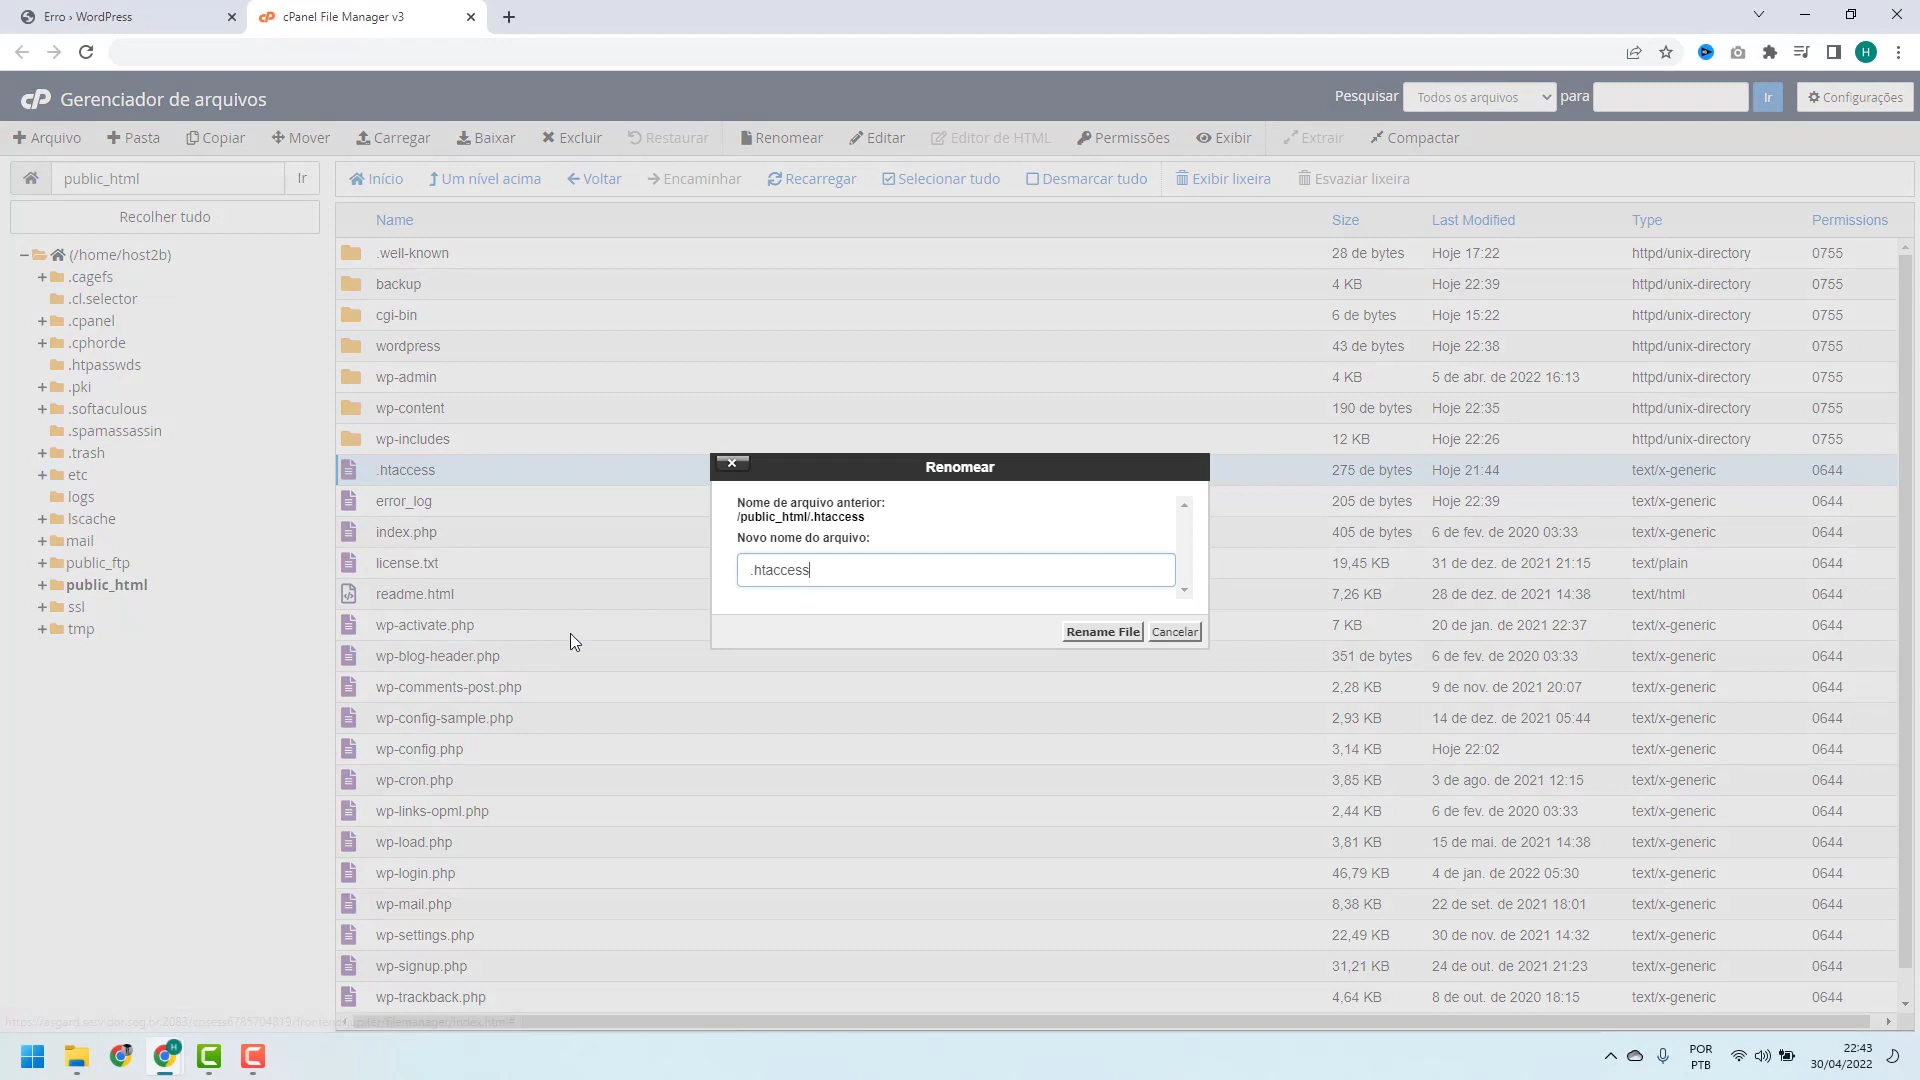 Erro › WordPress
cPanel File Manager v3
H
cP Gerenciador de arquivos
Pesquisar Todos os arquivos para Ir Configurações
Arquivo Pasta Copiar Mover Carregar Baixar Excluir Restaurar Renomear Editar Editor de HTML Permissões Exibir Extrair Compactar
public_html Ir
Início Um nível acima Voltar Encaminhar Recarregar Selecionar tudo Desmarcar tudo Exibir lixeira Esvaziar lixeira
Recolher tudo
(/home/host2b)
.cagefs
.cl.selector
.cpanel
.cphorde
.htpasswds
.pki
.softaculous
.spamassassin
.trash
etc
logs
lscache
mail
public_ftp
public_html
ssl
tmp
Name Size Last Modified Type Permissions
.well-known 28 de bytes Hoje 17:22 httpd/unix-directory 0755
backup 4 KB Hoje 22:39 httpd/unix-directory 0755
cgi-bin 6 de bytes Hoje 15:22 httpd/unix-directory 0755
wordpress 43 de bytes Hoje 22:38 httpd/unix-directory 0755
wp-admin 4 KB 5 de abr. de 2022 16:13 httpd/unix-directory 0755
wp-content 190 de bytes Hoje 22:35 httpd/unix-directory 0755
wp-includes 12 KB Hoje 22:26 httpd/unix-directory 0755
.htaccess 275 de bytes Hoje 21:44 text/x-generic 0644
error_log 205 de bytes Hoje 22:39 text/x-generic 0644
index.php 405 de bytes 6 de fev. de 2020 03:33 text/x-generic 0644
license.txt 19,45 KB 31 de dez. de 2021 21:15 text/plain 0644
readme.html 7,26 KB 28 de dez. de 2021 14:38 text/html 0644
wp-activate.php 7 KB 20 de jan. de 2021 22:37 text/x-generic 0644
wp-blog-header.php 351 de bytes 6 de fev. de 2020 03:33 text/x-generic 0644
wp-comments-post.php 2,28 KB 9 de nov. de 2021 20:07 text/x-generic 0644
wp-config-sample.php 2,93 KB 14 de dez. de 2021 05:44 text/x-generic 0644
wp-config.php 3,14 KB Hoje 22:02 text/x-generic 0644
wp-cron.php 3,85 KB 3 de ago. de 2021 12:15 text/x-generic 0644
wp-links-opml.php 2,44 KB 6 de fev. de 2020 03:33 text/x-generic 0644
wp-load.php 3,81 KB 15 de mai. de 2021 14:38 text/x-generic 0644
wp-login.php 46,79 KB 4 de jan. de 2022 05:30 text/x-generic 0644
wp-mail.php 8,38 KB 22 de set. de 2021 18:01 text/x-generic 0644
wp-settings.php 22,49 KB 30 de nov. de 2021 14:32 text/x-generic 0644
wp-signup.php 31,21 KB 24 de out. de 2021 21:23 text/x-generic 0644
wp-trackback.php 4,64 KB 8 de out. de 2020 18:15 text/x-generic 0644
Renomear
Nome de arquivo anterior:
/public_html/.htaccess
Novo nome do arquivo:
.htaccess
Rename File Cancelar
POR
PTB
22:43
30/04/2022